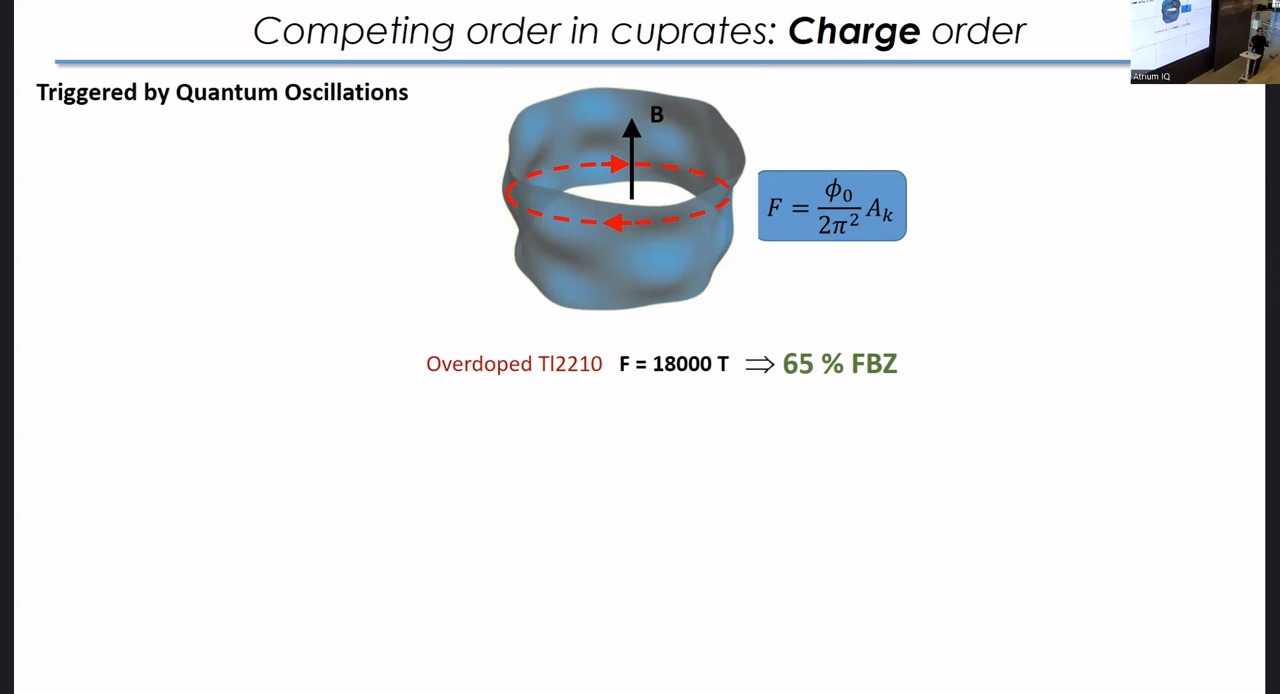 Competing order in cuprates: Charge order
Atrium IQ
Triggered by Quantum Oscillations
B
F = ϕ₀/2π² Aₖ
Overdoped Tl2210 F = 18000 T ⟹ 65 % FBZ